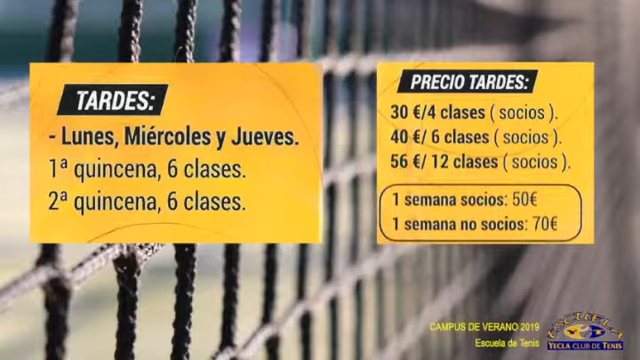 TARDES:
- Lunes, Miércoles y Jueves.
1ª quincena, 6 clases.
2ª quincena, 6 clases.
PRECIO TARDES:
30 €/4 clases ( socios ).
40 €/ 6 clases ( socios ).
56 €/ 12 clases ( socios ).
1 semana socios: 50€
1 semana no socios: 70€
CAMPUS DE VERANO 2019
Escuela de Tenis
ESCUELA
YECLA CLUB DE TENIS